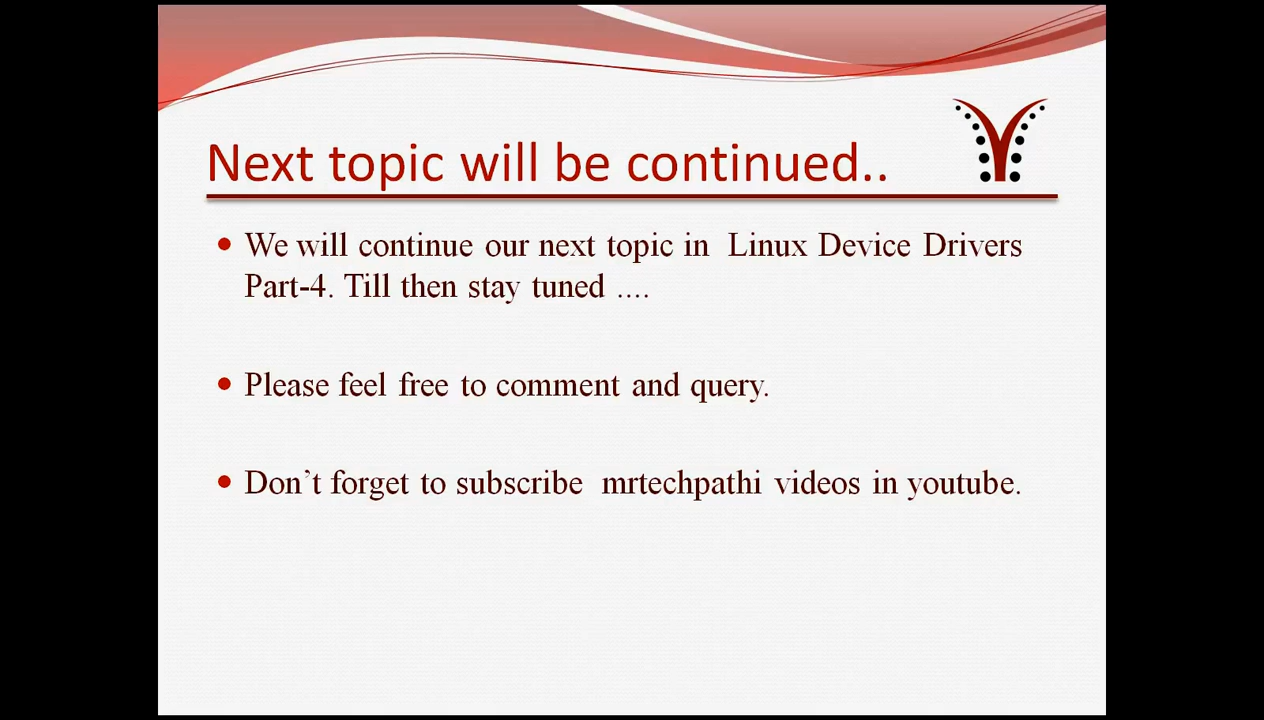 Next topic will be continued..
We will continue our next topic in Linux Device Drivers
Part-4. Till then stay tuned ....
Please feel free to comment and query.
Don’t forget to subscribe mrtechpathi videos in youtube.